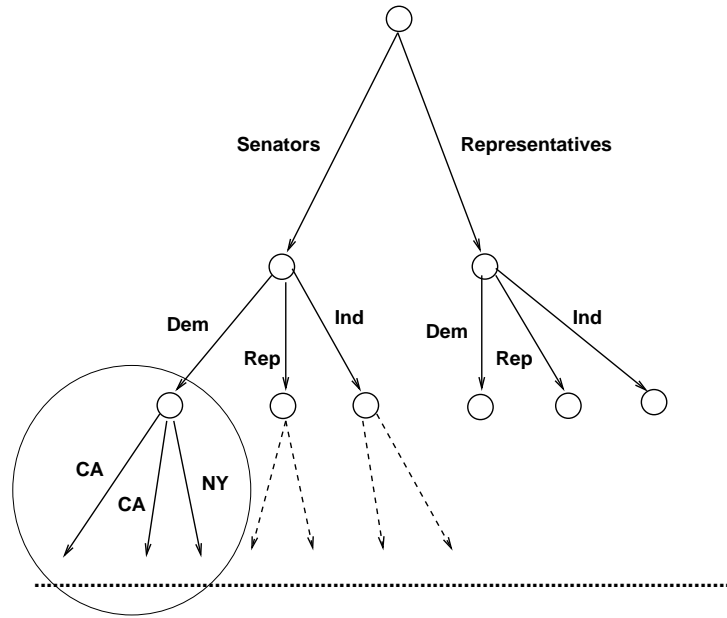 Senators
Representatives
Dem
Rep
Ind
Dem
Rep
Ind
CA
CA
NY